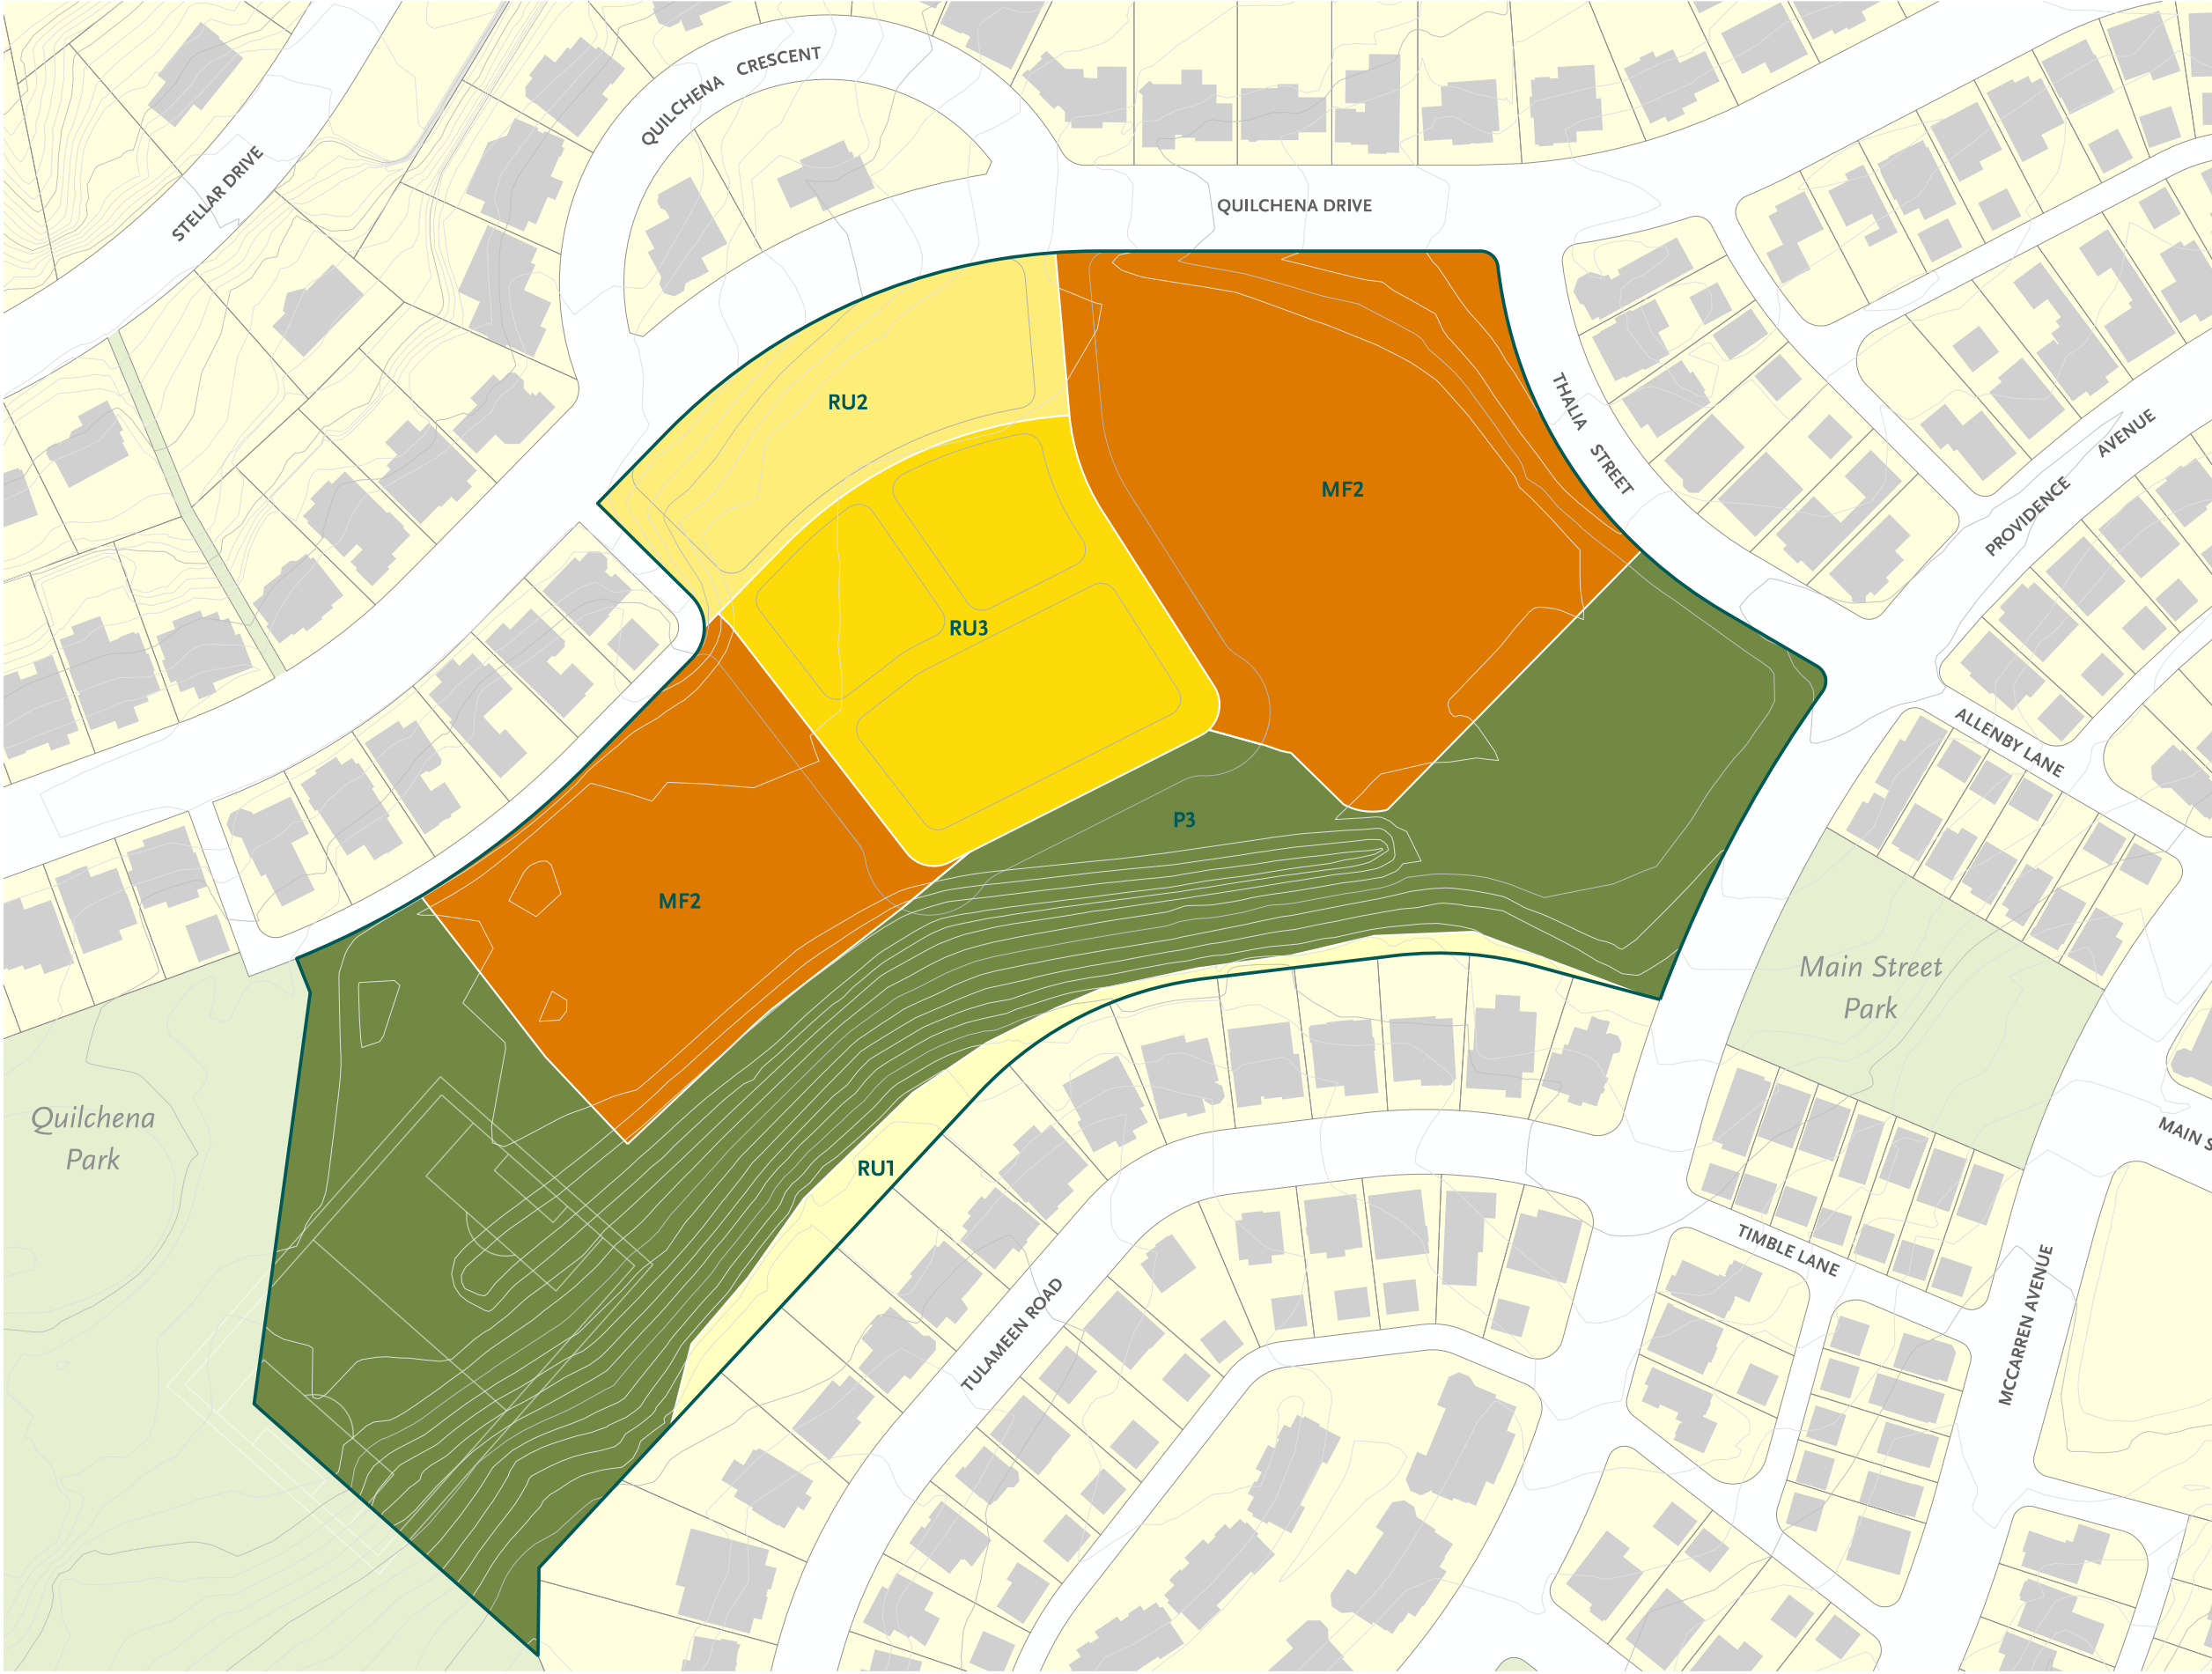 QUILCHENA CRESCENT
STELLAR DRIVE
QUILCHENA DRIVE
RU2
THALIA STREET
MF2
PROVIDENCE AVENUE
RU3
ALLENBY LANE
P3
MF2
Main Street
Park
Quilchena
Park
MAIN S
RU1
TIMBLE LANE
TULAMEEN ROAD
MCCARREN AVENUE